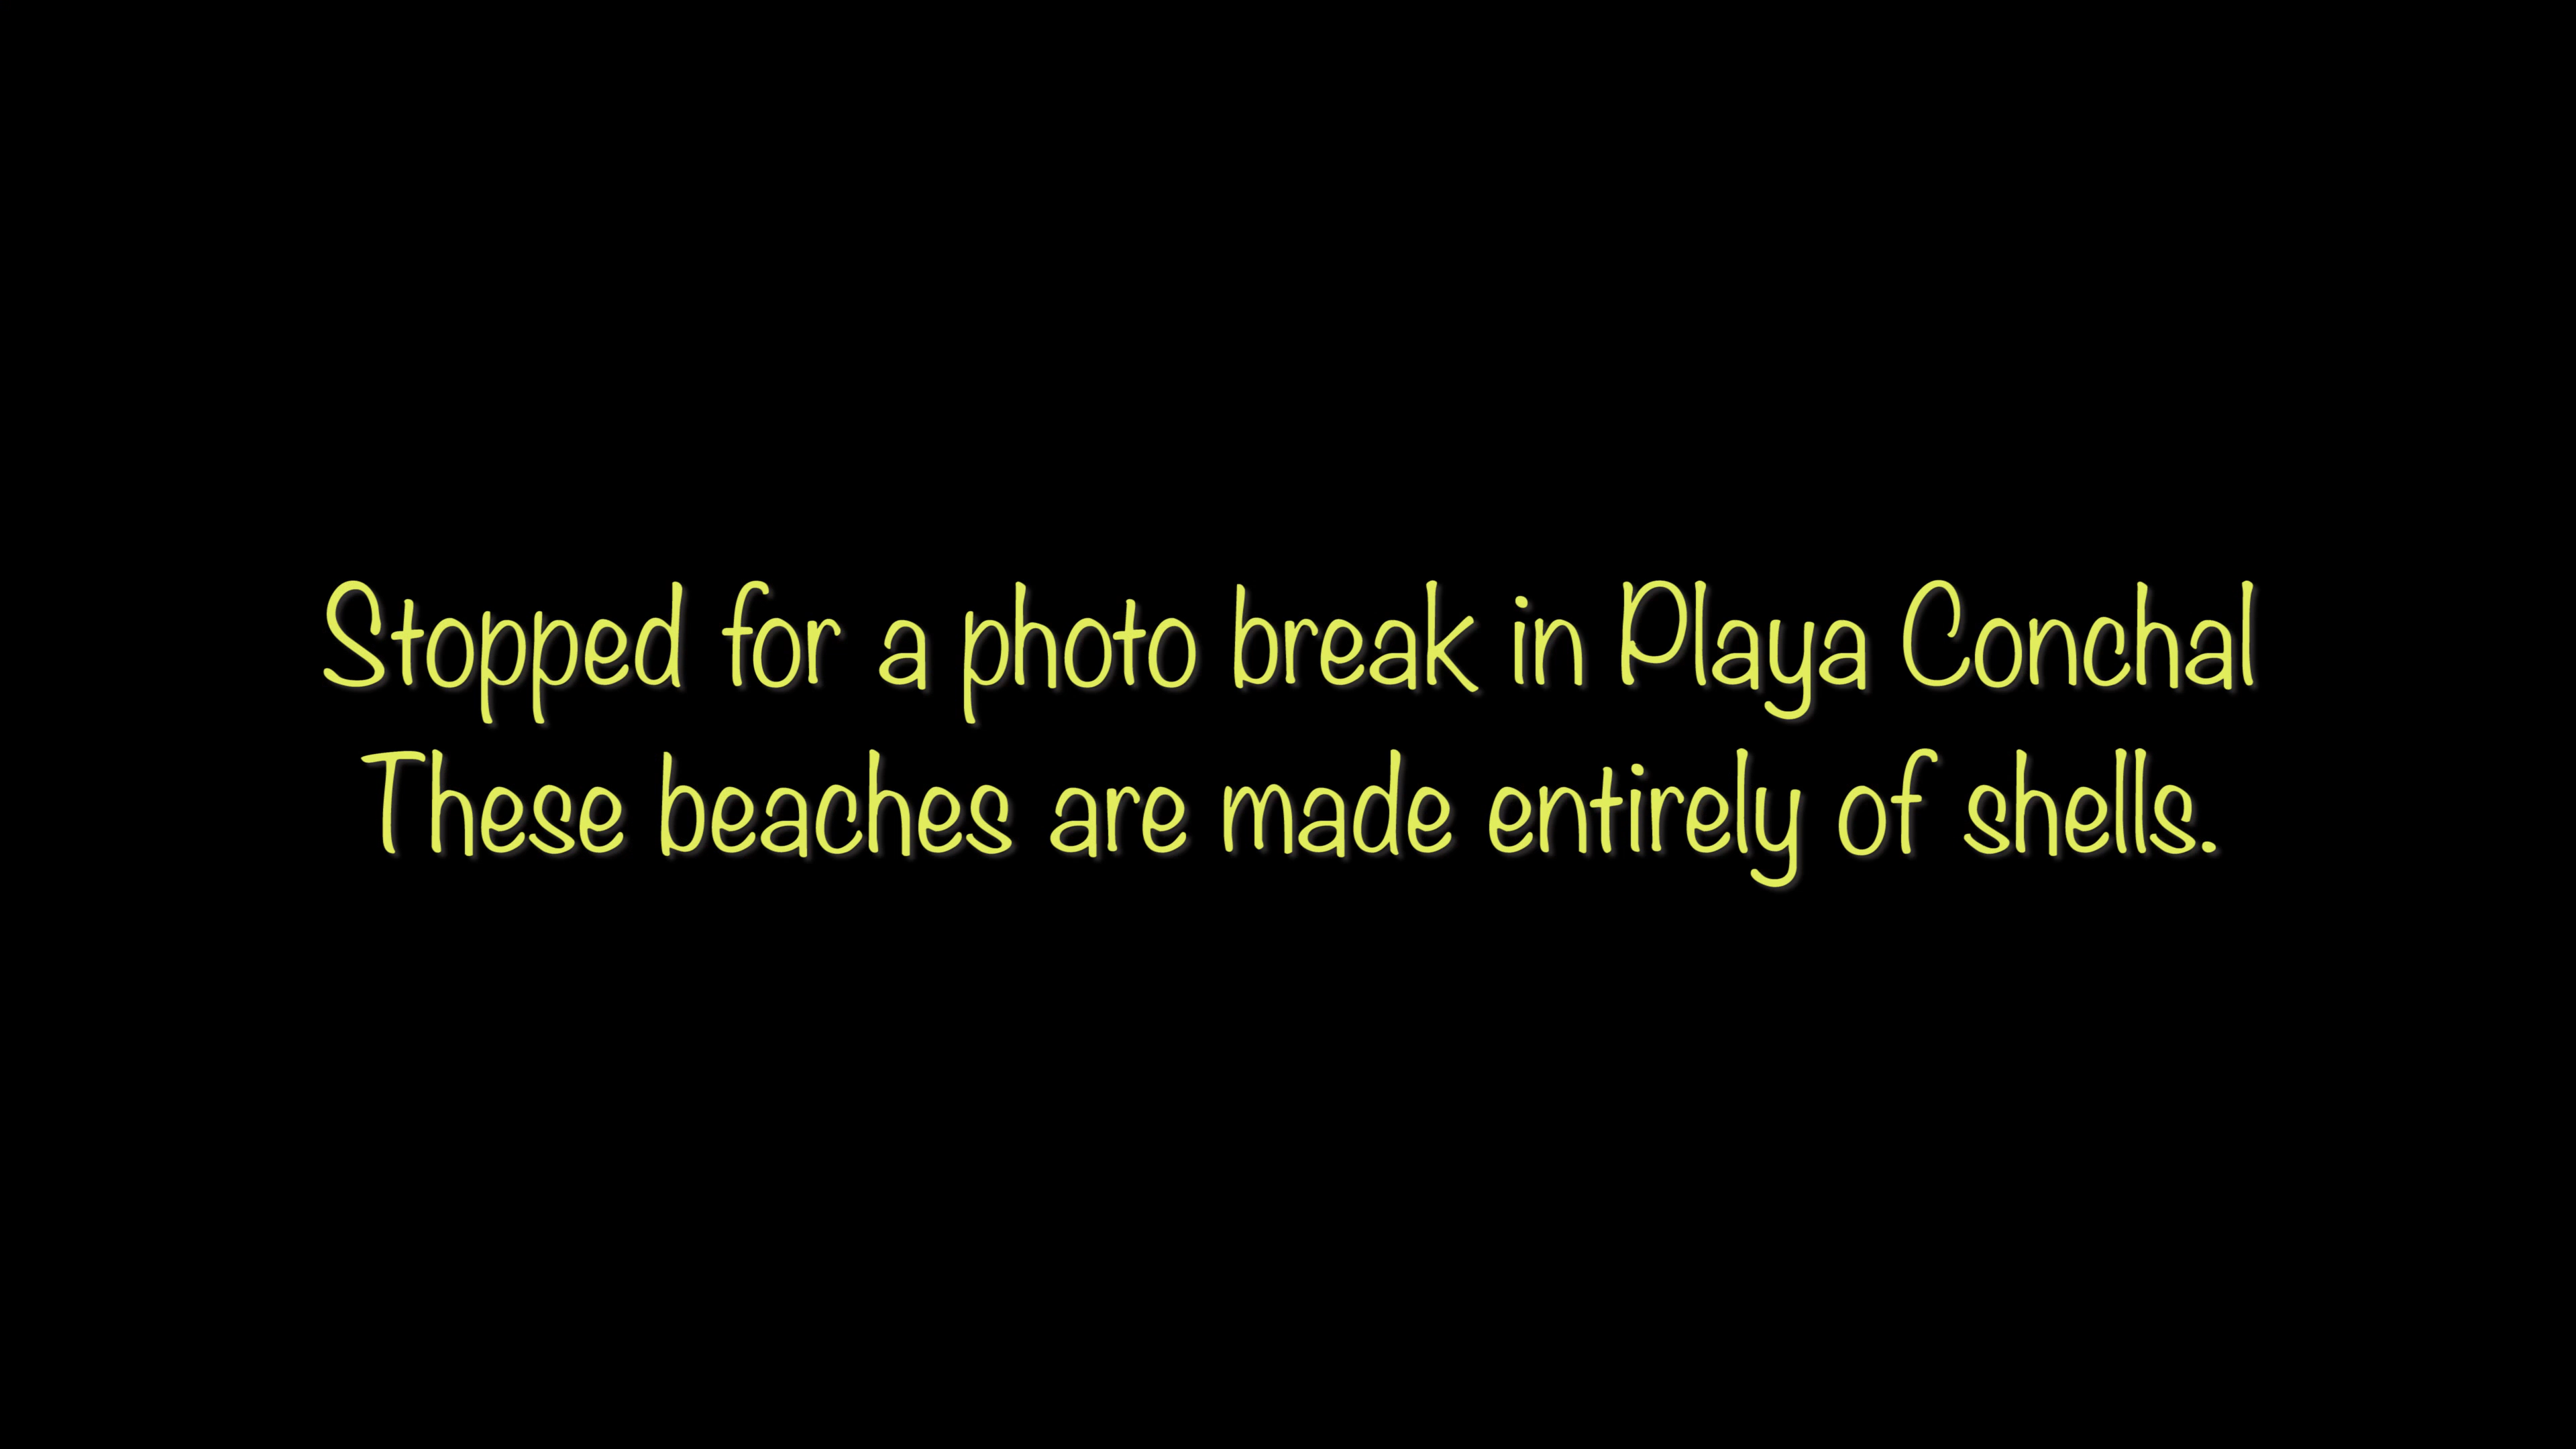 Stopped for a photo break in Playa Conchal
These beaches are made entirely of shells.